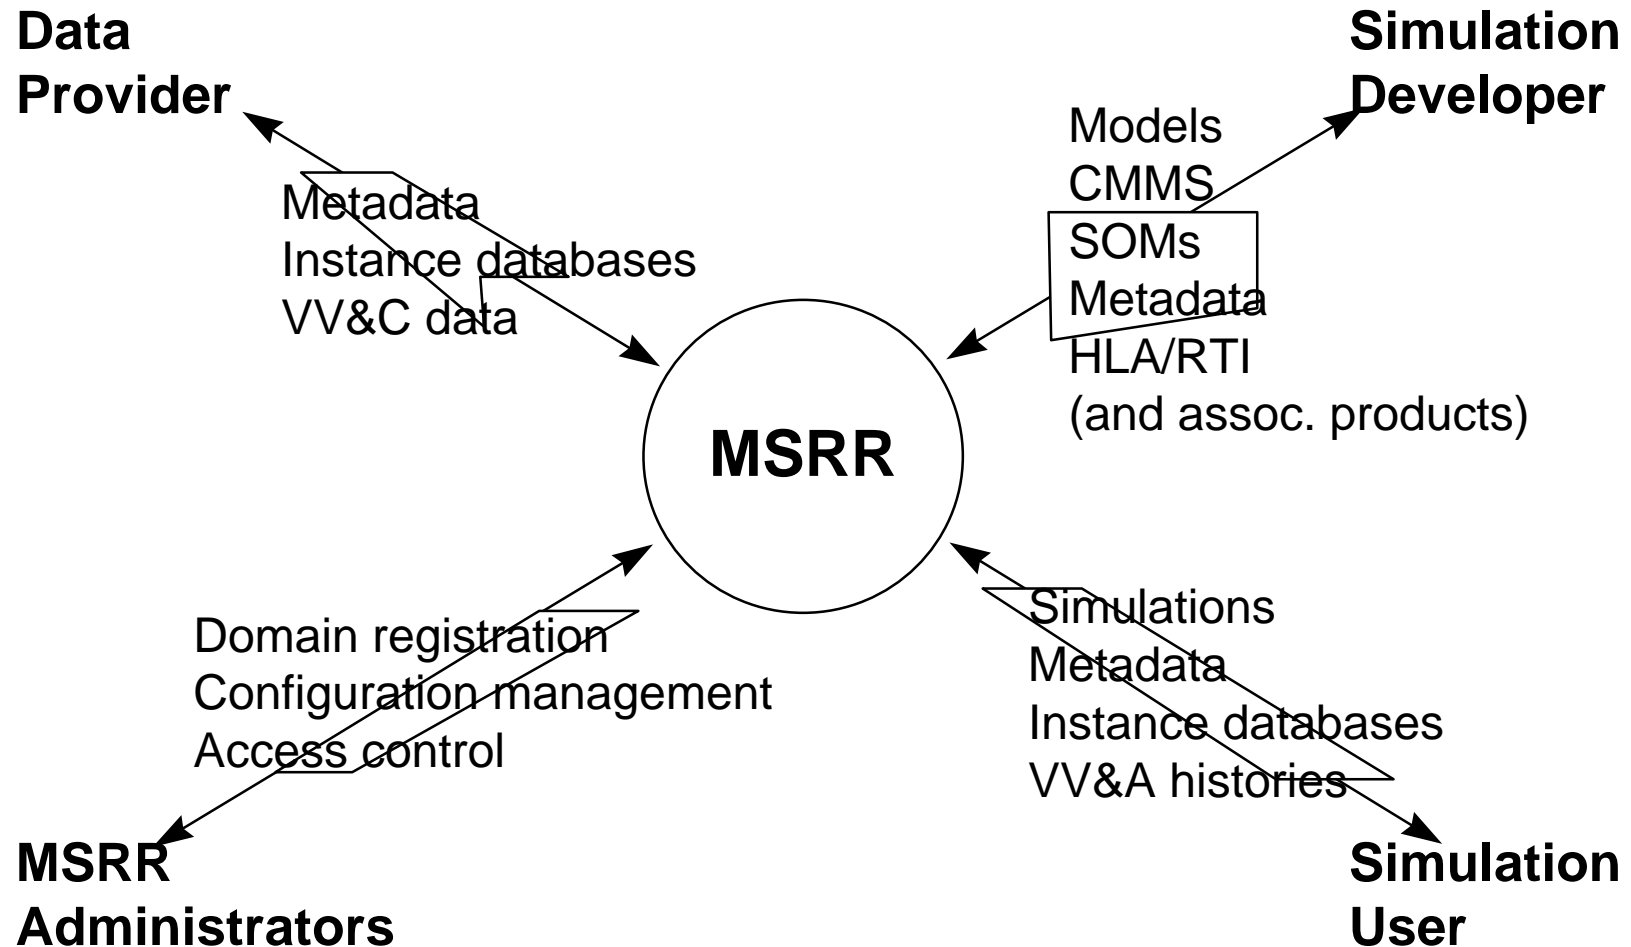 Data
Provider
Simulation
Developer
Models
CMMS
SOMs
Metadata
HLA/RTI
(and assoc. products)
Metadata
Instance databases
VV&C data
MSRR
Domain registration
Configuration management
Access control
Simulations
Metadata
Instance databases
VV&A histories
MSRR
Administrators
Simulation
User